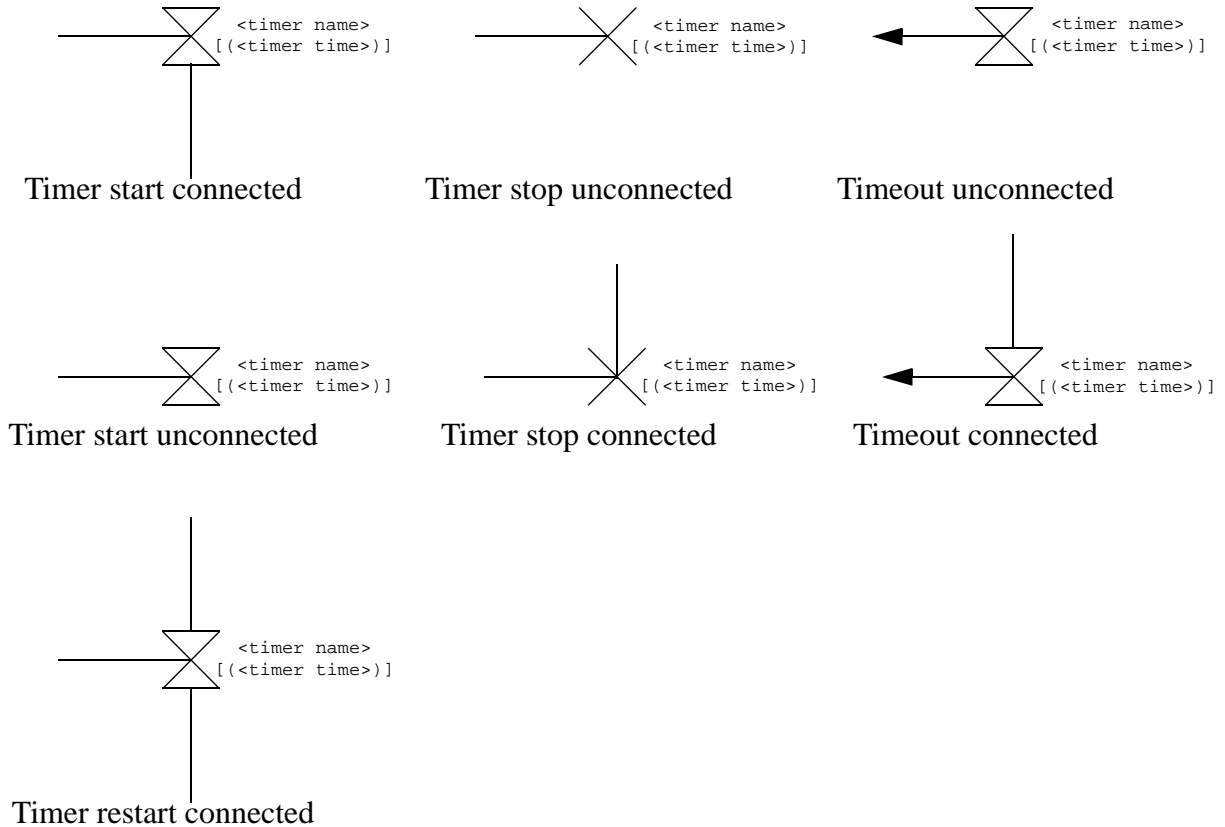 <timer name>
[(<timer time>)]
Timer start connected
<timer name>
[(<timer time>)]
Timer stop unconnected
<timer name>
[(<timer time>)]
Timeout unconnected
<timer name>
[(<timer time>)]
Timer start unconnected
<timer name>
[(<timer time>)]
Timer stop connected
<timer name>
[(<timer time>)]
Timeout connected
<timer name>
[(<timer time>)]
Timer restart connected